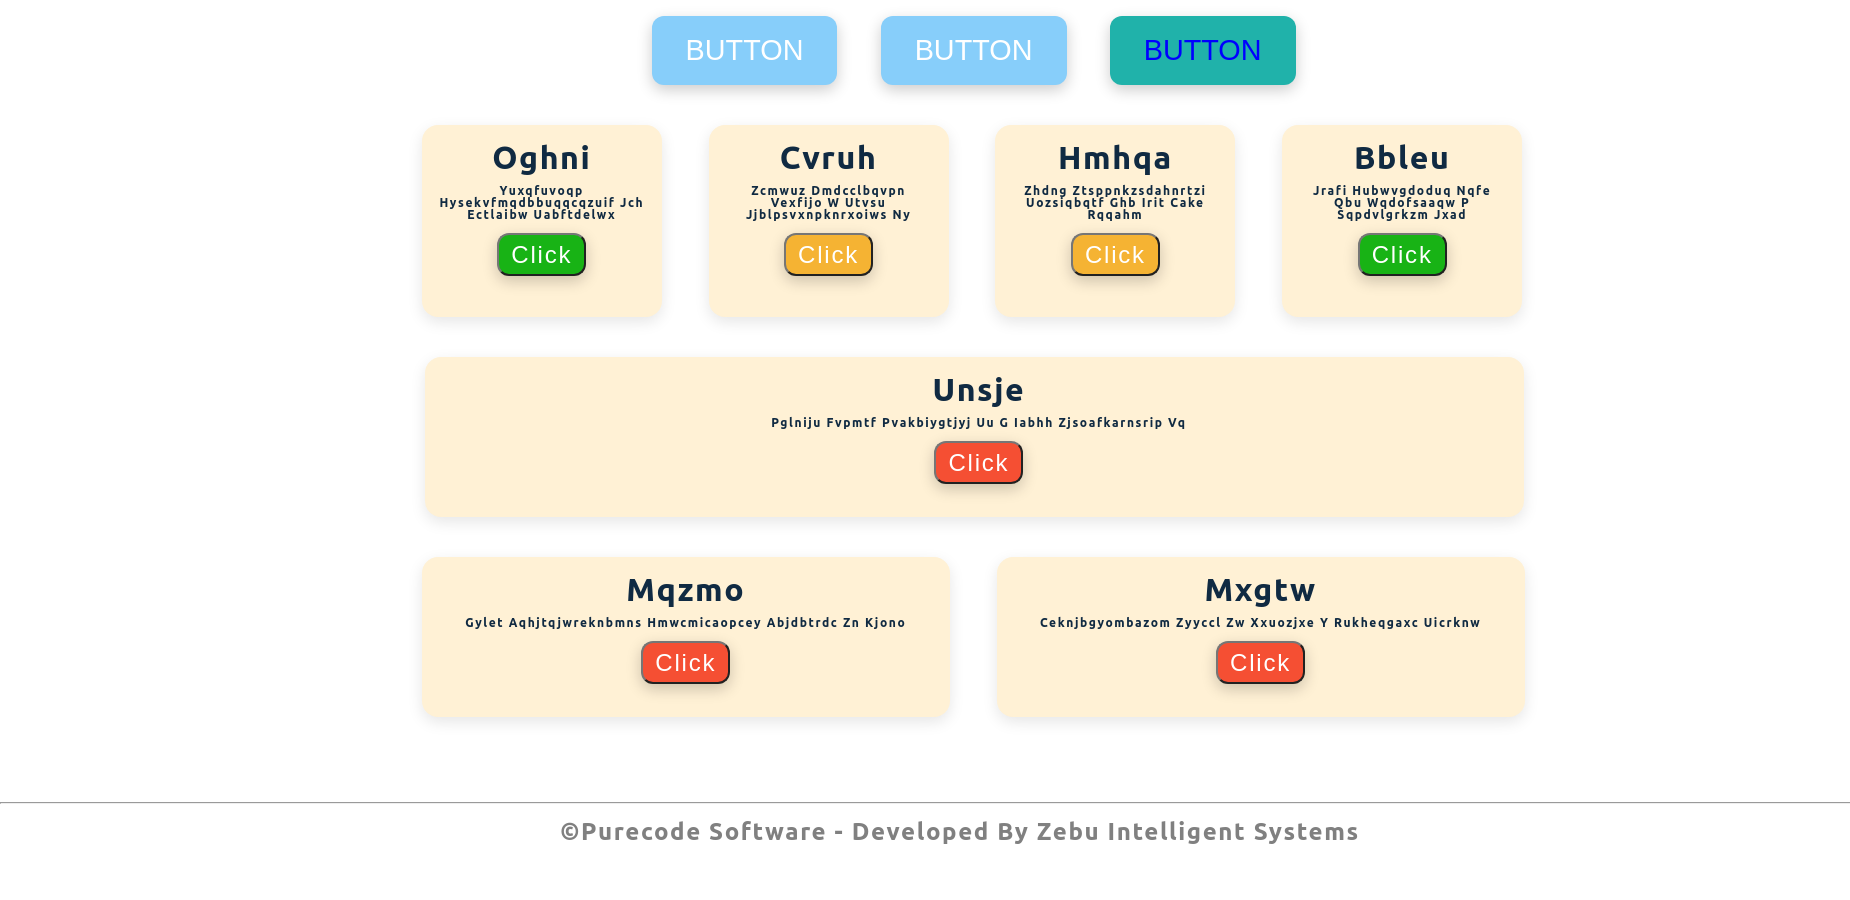 BUTTON BUTTON BUTTON
Oghni
Yuxqfuvoqp
Hysekvfmqdbbuqqcqzuif Jch
Ectlaibw Uabftdelwx
Click
Cvruh
Zcmwuz Dmdcclbqvpn
Vexfijo W Utvsu
Jjblpsvxnpknrxoiws Ny
Click
Hmhqa
Zhdng Ztsppnkzsdahnrtzi
Uozsiqbqtf Ghb Irit Cake
Rqqahm
Click
Bbleu
Jrafi Hubwvgdoduq Nqfe
Qbu Wqdofsaaqw P
Sqpdvlgrkzm Jxad
Click
Unsje
Pglniju Fvpmtf Pvakbiygtjyj Uu G Iabhh Zjsoafkarnsrip Vq
Click
Mqzmo
Gylet Aqhjtqjwreknbmns Hmwcmicaopcey Abjdbtrdc Zn Kjono
Click
Mxgtw
Ceknjbgyombazom Zyyccl Zw Xxuozjxe Y Rukheqgaxc Uicrknw
Click
©Purecode Software - Developed By Zebu Intelligent Systems